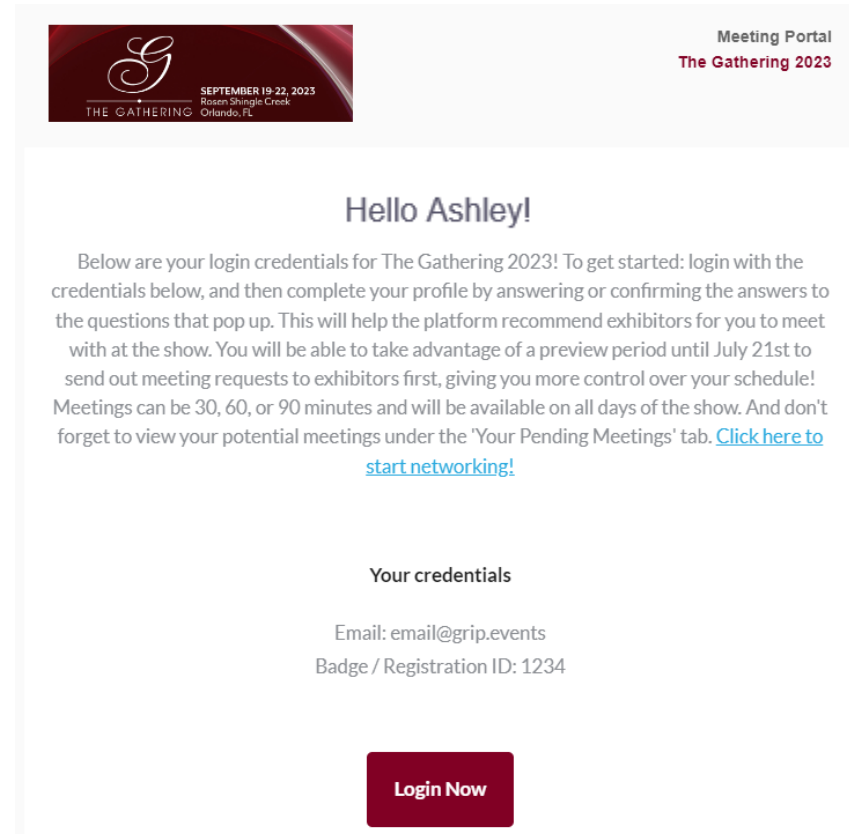 G
THE GATHERING
SEPTEMBER 19-22, 2023
Rosen Shingle Creek
Orlando, FL
Meeting Portal
The Gathering 2023
Hello Ashley!
Below are your login credentials for The Gathering 2023! To get started: login with the
credentials below, and then complete your profile by answering or confirming the answers to
the questions that pop up. This will help the platform recommend exhibitors for you to meet
with at the show. You will be able to take advantage of a preview period until July 21st to
send out meeting requests to exhibitors first, giving you more control over your schedule!
Meetings can be 30, 60, or 90 minutes and will be available on all days of the show. And don't
forget to view your potential meetings under the 'Your Pending Meetings' tab. Click here to
start networking!
Your credentials
Email: email@grip.events
Badge / Registration ID: 1234
Login Now